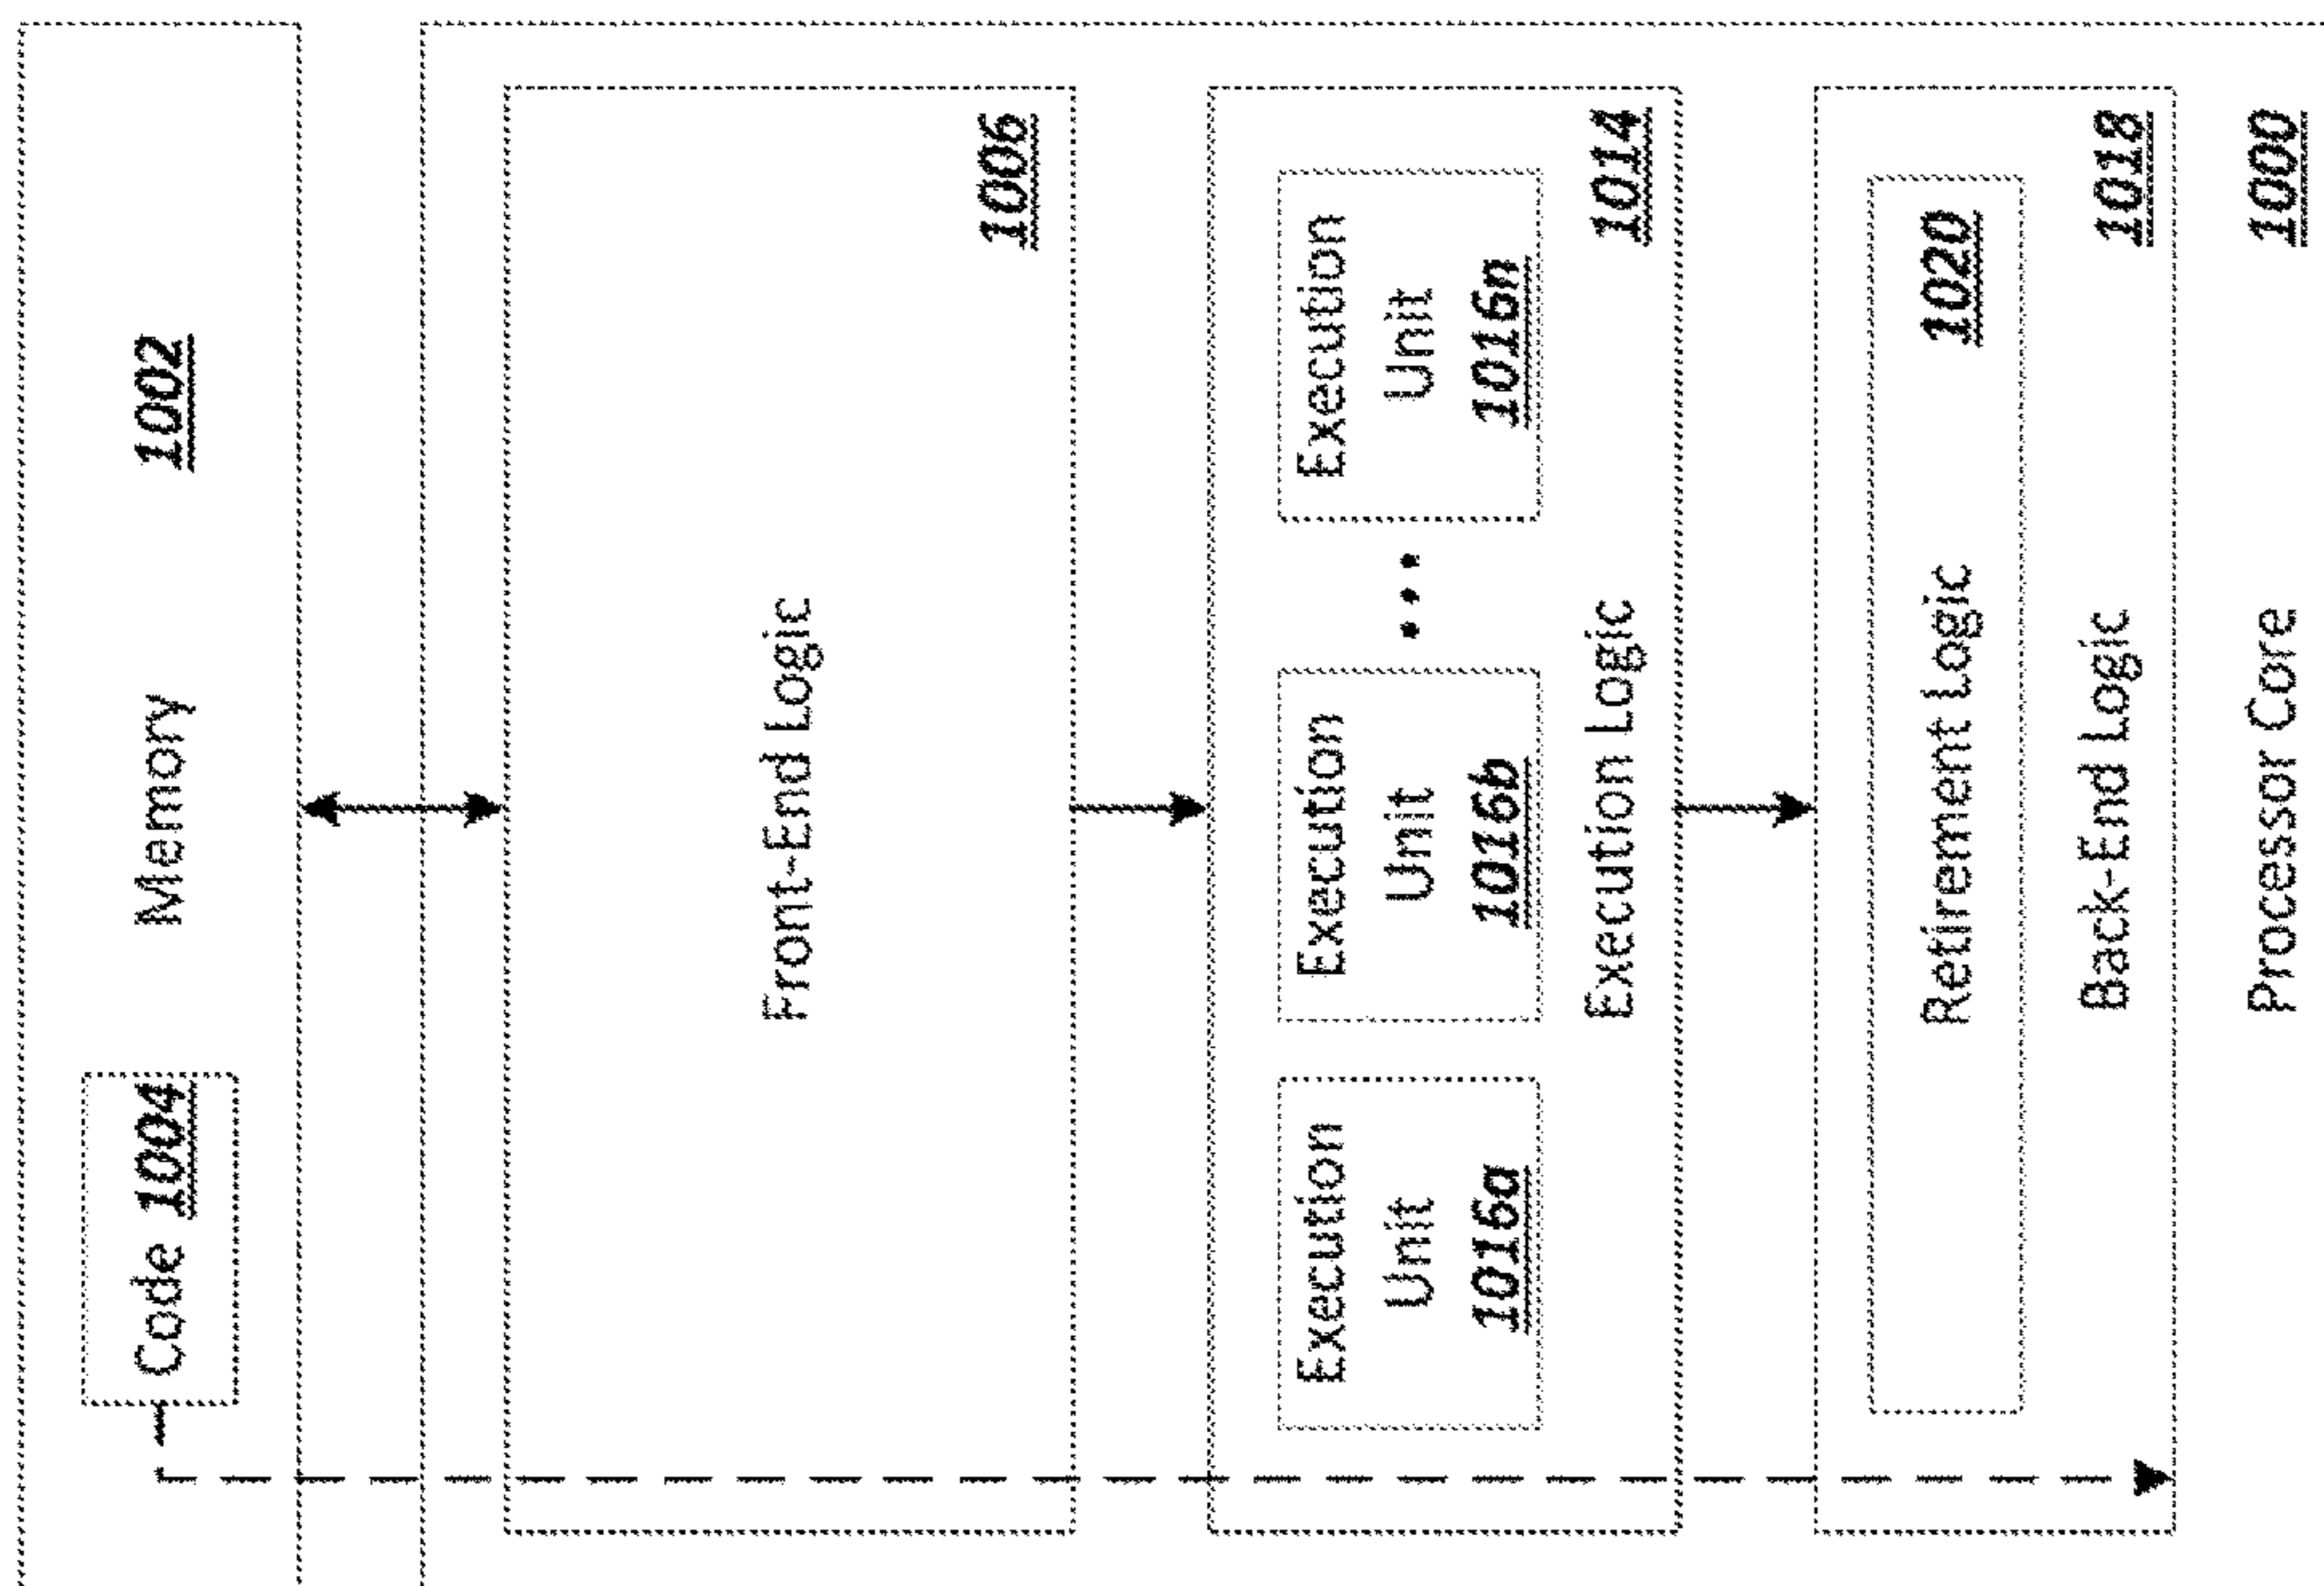 Code 1004
Memory
1002
Front-End Logic
1006
Execution
Unit
1016a
Execution
Unit
1016b
•••
Execution
Unit
1016n
Execution Logic
1014
Retirement Logic
1020
Back-End Logic
1018
Processor Core
1000